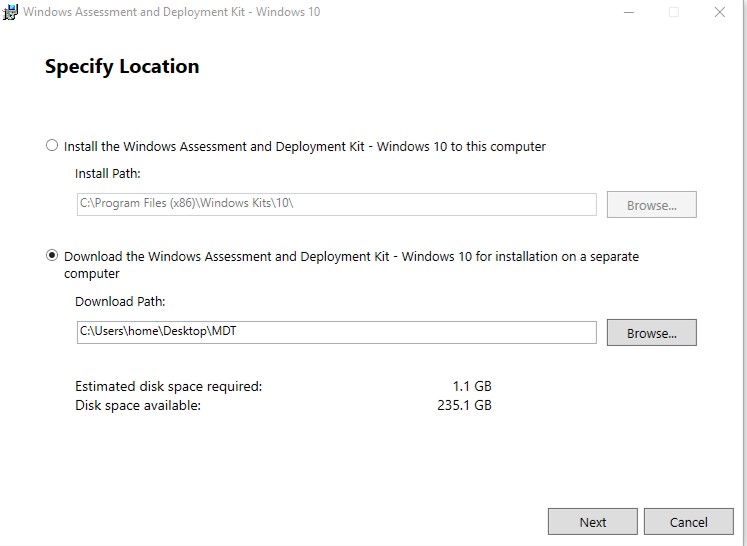 Windows Assessment and Deployment Kit - Windows 10
Specify Location
Install the Windows Assessment and Deployment Kit - Windows 10 to this computer
Install Path:
C:\Program Files (x86)\Windows Kits\10\
Browse...
Download the Windows Assessment and Deployment Kit - Windows 10 for installation on a separate
computer
Download Path:
C:\Users\home\Desktop\MDT
Browse...
Estimated disk space required: 1.1 GB
Disk space available: 235.1 GB
Next Cancel